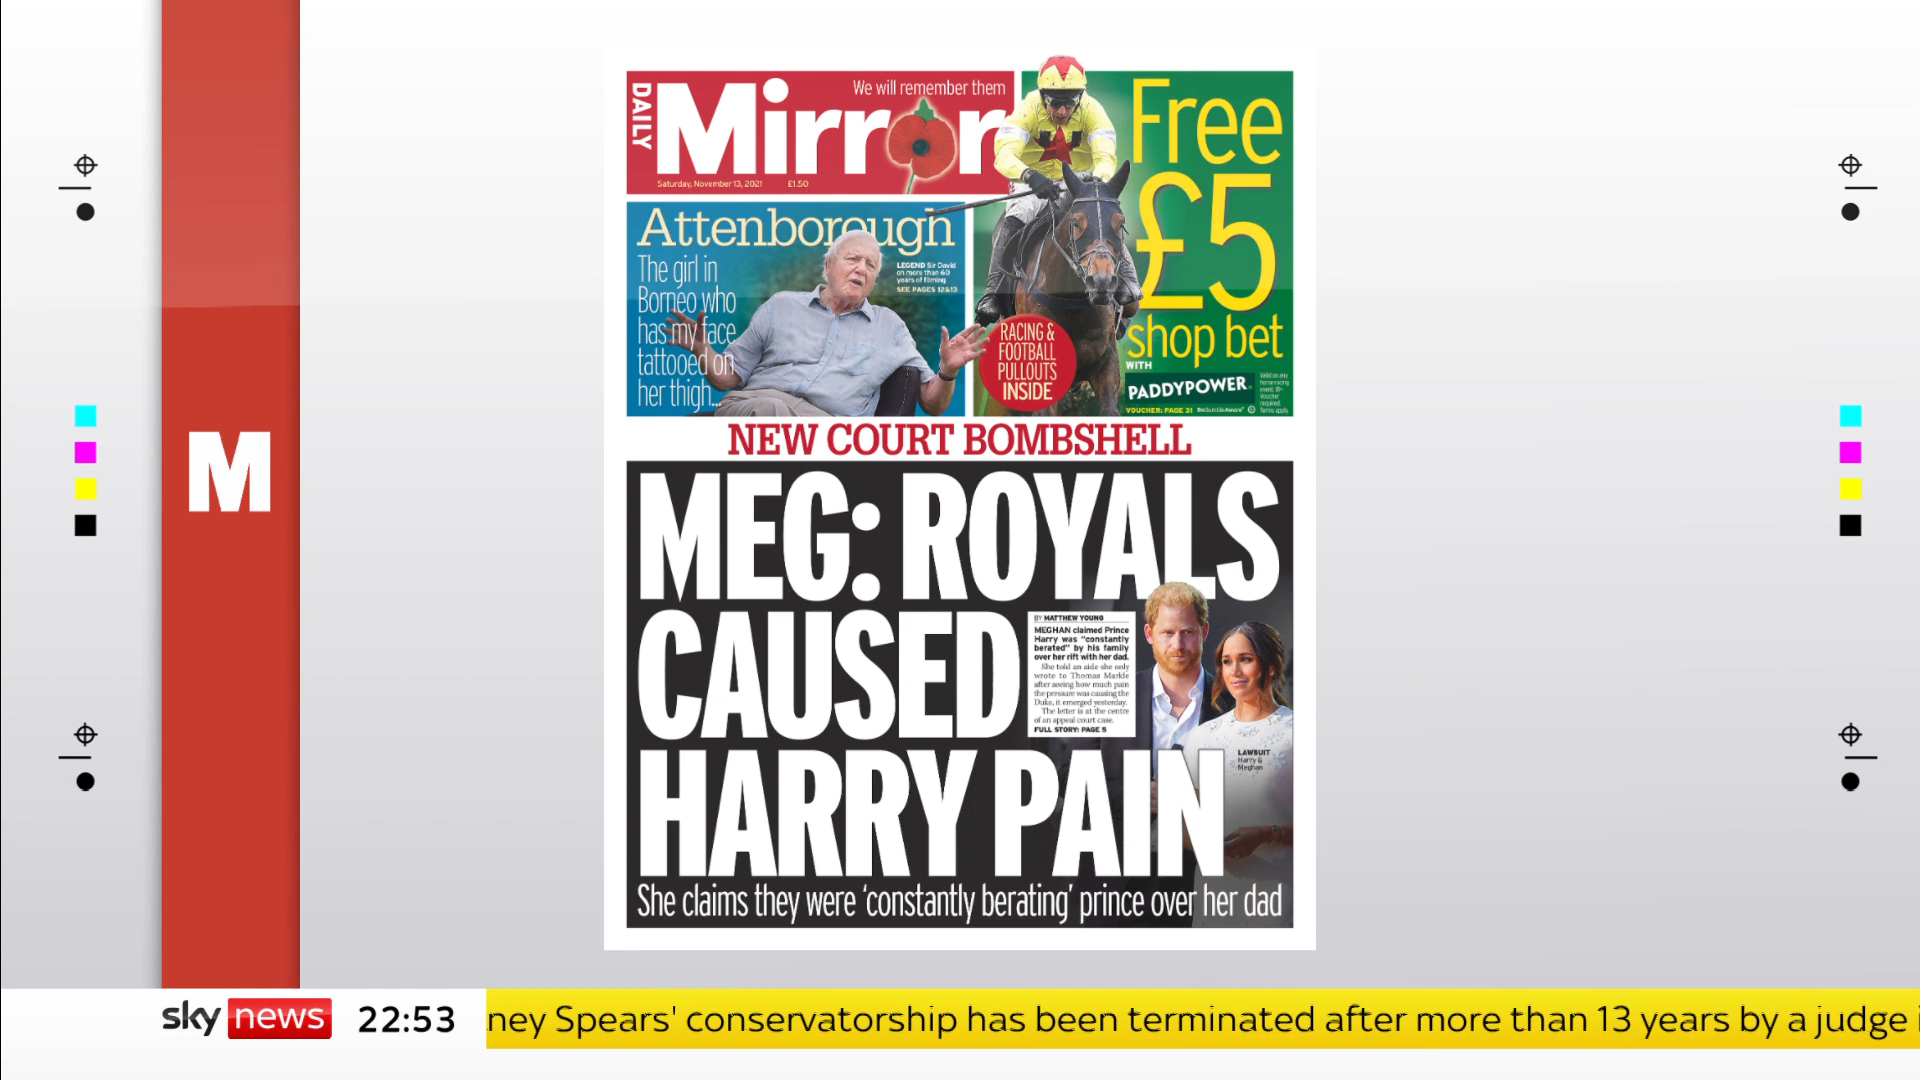 M
DAILY
Mirror
We will remember them
Saturday, November 13, 2021 £1.50
Attenborough
The girl in
Borneo who
has my face
tattooed on
her thigh...
LEGEND Sir David
on more than 60
years of filming
SEE PAGES 12&13
Free
£5
shop bet
WITH
PADDYPOWER
VOUCHER: PAGE 31 BeGambleAware
RACING &
FOOTBALL
PULLOUTS
INSIDE
NEW COURT BOMBSHELL
MEG: ROYALS
CAUSED
HARRY PAIN
BY MATTHEW YOUNG
MEGHAN claimed Prince
Harry was "constantly
berated" by his family
over her rift with her dad.
She told an aide she only
wrote to Thomas Markle
after seeing how much pain
the pressure was causing the
Duke, it emerged yesterday.
The letter is at the centre
of an appeal court case.
FULL STORY: PAGE 5
LAWSUIT
Harry &
Meghan
She claims they were 'constantly berating' prince over her dad
sky news 22:53 ney Spears' conservatorship has been terminated after more than 13 years by a judge